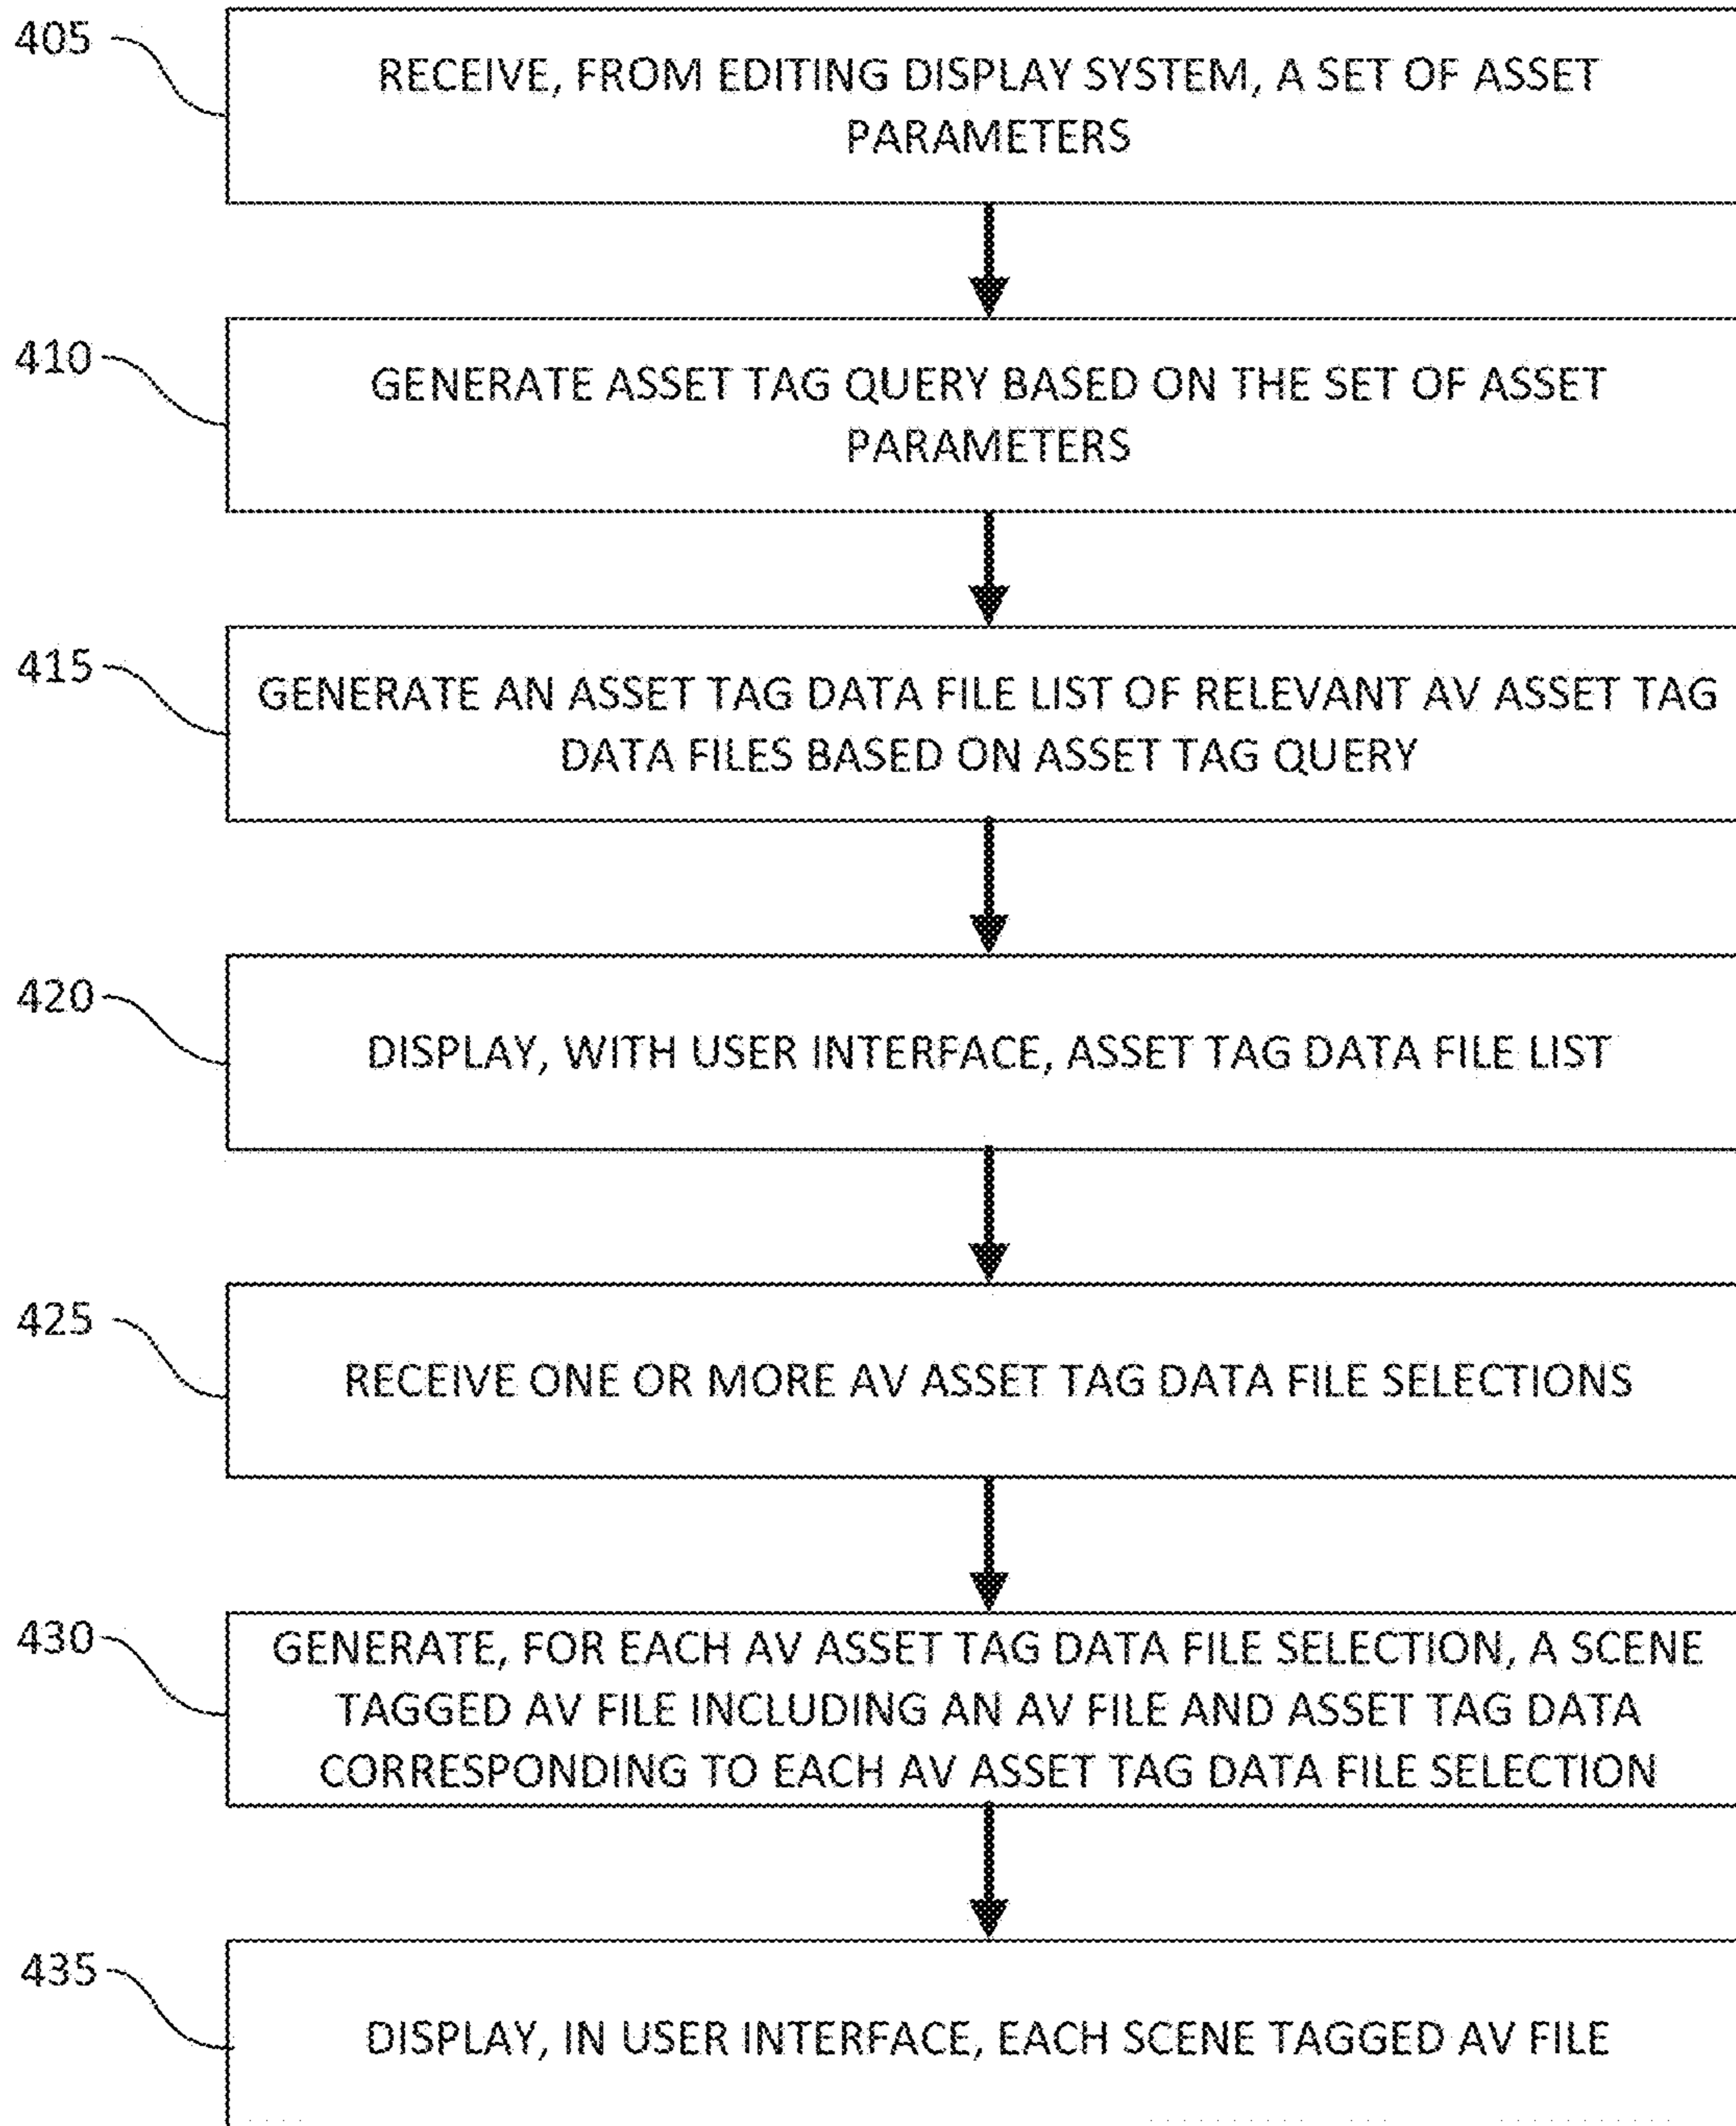 405
RECEIVE, FROM EDITING DISPLAY SYSTEM, A SET OF ASSET
PARAMETERS
410
GENERATE ASSET TAG QUERY BASED ON THE SET OF ASSET
PARAMETERS
415
GENERATE AN ASSET TAG DATA FILE LIST OF RELEVANT AV ASSET TAG
DATA FILES BASED ON ASSET TAG QUERY
420
DISPLAY, WITH USER INTERFACE, ASSET TAG DATA FILE LIST
425
RECEIVE ONE OR MORE AV ASSET TAG DATA FILE SELECTIONS
430
GENERATE, FOR EACH AV ASSET TAG DATA FILE SELECTION, A SCENE
TAGGED AV FILE INCLUDING AN AV FILE AND ASSET TAG DATA
CORRESPONDING TO EACH AV ASSET TAG DATA FILE SELECTION
435
DISPLAY, IN USER INTERFACE, EACH SCENE TAGGED AV FILE